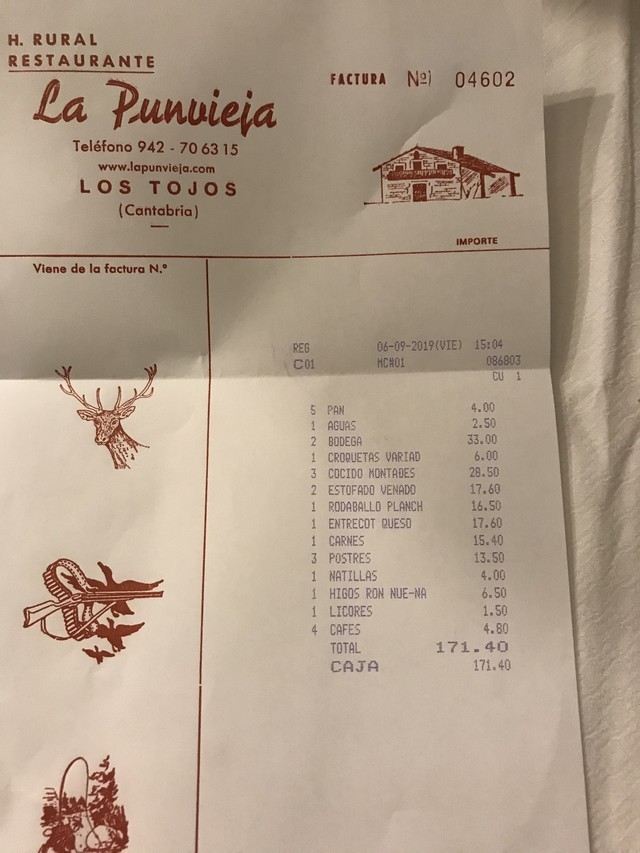 H. RURAL
RESTAURANTE
La Punvieja
Teléfono 942 - 70 63 15
www.lapunvieja.com
LOS TOJOS
(Cantabria)
FACTURA Nº) 04602
IMPORTE
Viene de la factura N.°
REG 06-09-2019(VIE) 15:04
C01 MC#01 086803
CU 1
5 PAN 4.00
1 AGUAS 2.50
2 BODEGA 33.00
1 CROQUETAS VARIAD 6.00
3 COCIDO MONTAÐES 28.50
2 ESTOFADO VENADO 17.60
1 RODABALLO PLANCH 16.50
1 ENTRECOT QUESO 17.60
1 CARNES 15.40
3 POSTRES 13.50
1 NATILLAS 4.00
1 HIGOS RON NUE-NA 6.50
1 LICORES 1.50
4 CAFES 4.80
TOTAL 171.40
CAJA 171.40